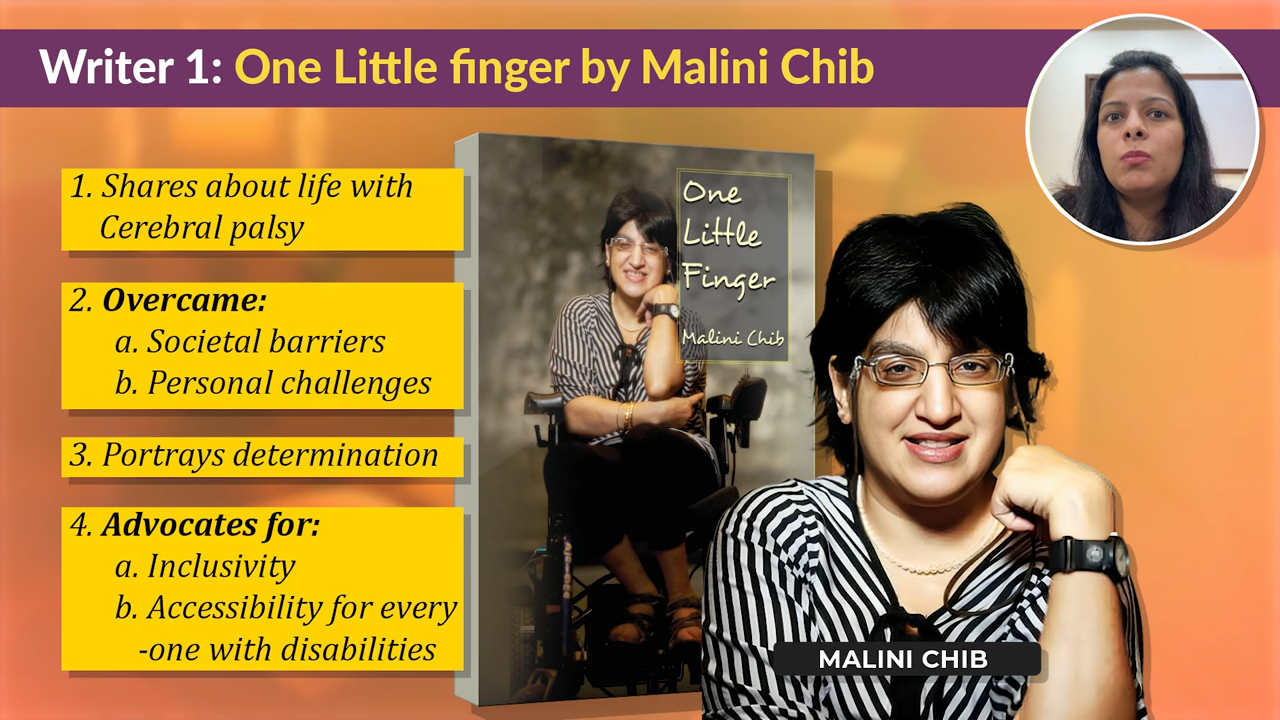 Writer 1: One Little finger by Malini Chib
1. Shares about life with
Cerebral palsy
2. Overcame:
a. Societal barriers
b. Personal challenges
3. Portrays determination
4. Advocates for:
a. Inclusivity
b. Accessibility for every
-one with disabilities
One
Little
Finger
Malini Chib
MALINI CHIB